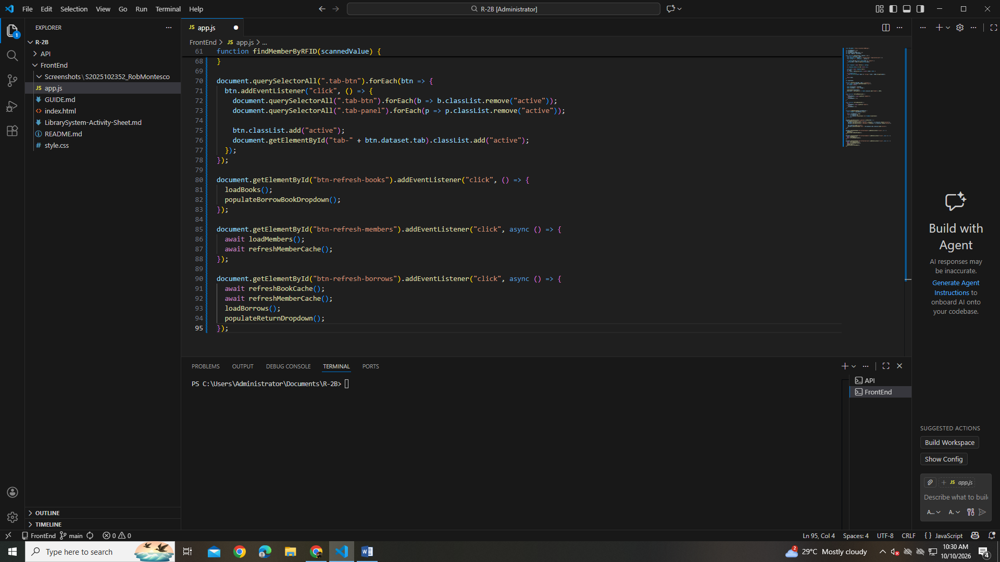 File Edit Selection View Go Run Terminal Help
R-2B [Administrator]
EXPLORER
R-2B
API
FrontEnd
Screenshots\S2025102352_RobMontesco
JS app.js
GUIDE.md
<> index.html
LibrarySystem-Activity-Sheet.md
README.md
# style.css
OUTLINE
TIMELINE
JS app.js
FrontEnd > JS app.js > ...
61 function findMemberByRFID(scannedValue) {
68 }
69
70 document.querySelectorAll(".tab-btn").forEach(btn => {
71 btn.addEventListener("click", () => {
72 document.querySelectorAll(".tab-btn").forEach(b => b.classList.remove("active"));
73 document.querySelectorAll(".tab-panel").forEach(p => p.classList.remove("active"));
74
75 btn.classList.add("active");
76 document.getElementById("tab-" + btn.dataset.tab).classList.add("active");
77 });
78 });
79
80 document.getElementById("btn-refresh-books").addEventListener("click", () => {
81 loadBooks();
82 populateBorrowBookDropdown();
83 });
84
85 document.getElementById("btn-refresh-members").addEventListener("click", async () => {
86 await loadMembers();
87 await refreshMemberCache();
88 });
89
90 document.getElementById("btn-refresh-borrows").addEventListener("click", async () => {
91 await refreshBookCache();
92 await refreshMemberCache();
93 loadBorrows();
94 populateReturnDropdown();
95 });
PROBLEMS OUTPUT DEBUG CONSOLE TERMINAL PORTS
PS C:\Users\Administrator\Documents\R-2B>
API
FrontEnd
Build with
Agent
AI responses may
be inaccurate.
Generate Agent
Instructions to
onboard AI onto
your codebase.
SUGGESTED ACTIONS
Build Workspace
Show Config
+ JS app.js
Describe what to buil
A... A.
FrontEnd main 0 0
Ln 95, Col 4 Spaces: 4 UTF-8 CRLF {} JavaScript
Type here to search
2 29°C Mostly cloudy
10:30 AM
10/10/2026
4
1